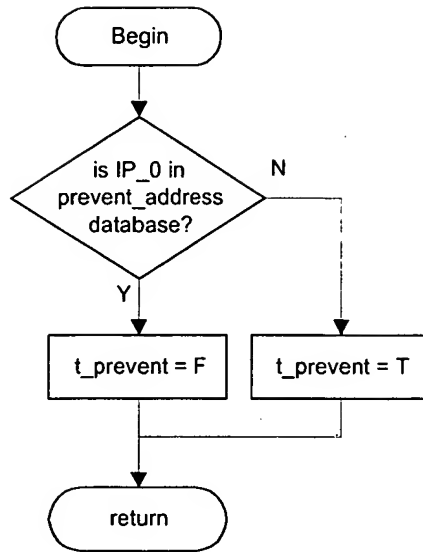 Begin
is IP_0 in
prevent_address
database?
N
Y
t_prevent = F
t_prevent = T
return